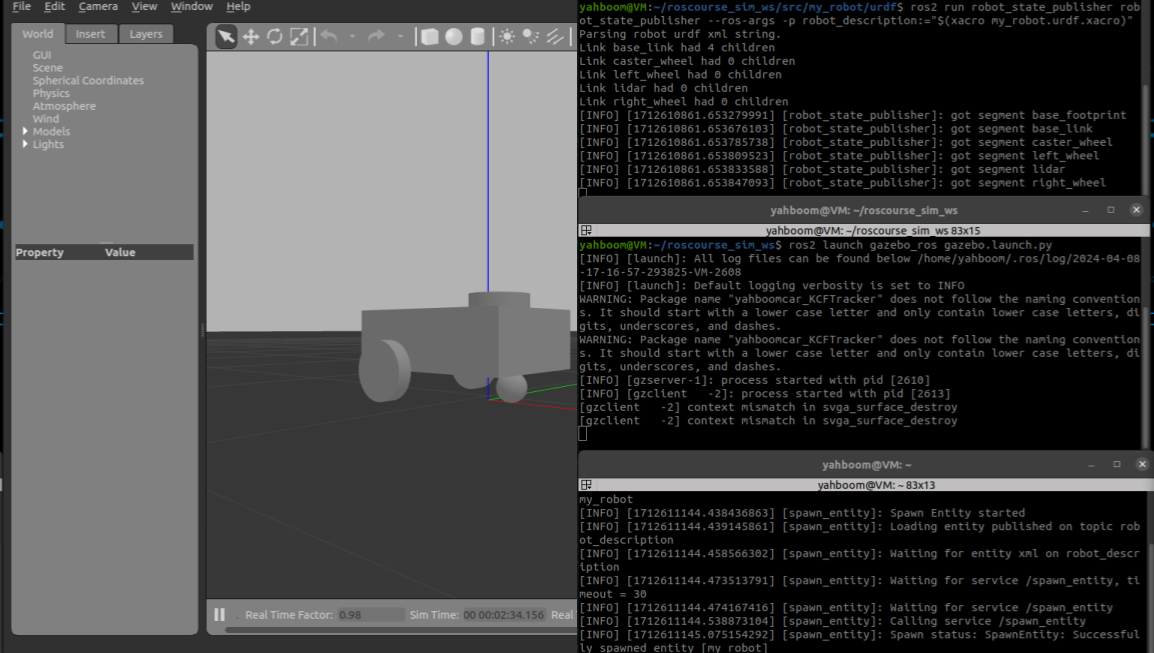 File Edit Camera View Window Help
World Insert Layers
GUI
Scene
Spherical Coordinates
Physics
Atmosphere
Wind
Models
Lights
Property Value
Real Time Factor: 0.98 Sim Time: 00 00:02:34.156 Real
yahboom@VM:~/roscourse_sim_ws/src/my_robot/urdf$ ros2 run robot_state_publisher rob
ot_state_publisher --ros-args -p robot_description:="$(xacro my_robot.urdf.xacro)"
Parsing robot urdf xml string.
Link base_link had 4 children
Link caster_wheel had 0 children
Link left_wheel had 0 children
Link lidar had 0 children
Link right_wheel had 0 children
[INFO] [1712610861.653279991] [robot_state_publisher]: got segment base_footprint
[INFO] [1712610861.653676103] [robot_state_publisher]: got segment base_link
[INFO] [1712610861.653785738] [robot_state_publisher]: got segment caster_wheel
[INFO] [1712610861.653809523] [robot_state_publisher]: got segment left_wheel
[INFO] [1712610861.653833588] [robot_state_publisher]: got segment lidar
[INFO] [1712610861.653847093] [robot_state_publisher]: got segment right_wheel
yahboom@VM: ~/roscourse_sim_ws
yahboom@VM: ~/roscourse_sim_ws 83x15
yahboom@VM:~/roscourse_sim_ws$ ros2 launch gazebo_ros gazebo.launch.py
[INFO] [launch]: All log files can be found below /home/yahboom/.ros/log/2024-04-08
-17-16-57-293825-VM-2608
[INFO] [launch]: Default logging verbosity is set to INFO
WARNING: Package name "yahboomcar_KCFTracker" does not follow the naming convention
s. It should start with a lower case letter and only contain lower case letters, di
gits, underscores, and dashes.
WARNING: Package name "yahboomcar_KCFTracker" does not follow the naming convention
s. It should start with a lower case letter and only contain lower case letters, di
gits, underscores, and dashes.
[INFO] [gzserver-1]: process started with pid [2610]
[INFO] [gzclient   -2]: process started with pid [2613]
[gzclient   -2] context mismatch in svga_surface_destroy
[gzclient   -2] context mismatch in svga_surface_destroy
yahboom@VM: ~
yahboom@VM: ~ 83x13
my_robot
[INFO] [1712611144.438436863] [spawn_entity]: Spawn Entity started
[INFO] [1712611144.439145861] [spawn_entity]: Loading entity published on topic rob
ot_description
[INFO] [1712611144.458566302] [spawn_entity]: Waiting for entity xml on robot_descr
iption
[INFO] [1712611144.473513791] [spawn_entity]: Waiting for service /spawn_entity, ti
meout = 30
[INFO] [1712611144.474167416] [spawn_entity]: Waiting for service /spawn_entity
[INFO] [1712611144.538873104] [spawn_entity]: Calling service /spawn_entity
[INFO] [1712611145.075154292] [spawn_entity]: Spawn status: SpawnEntity: Successful
ly spawned entity [my_robot]